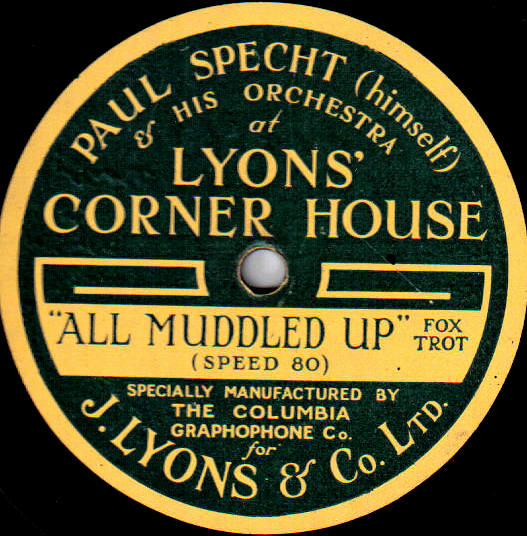 PAUL SPECHT (himself)
& HIS ORCHESTRA
at
LYONS'
CORNER HOUSE
"ALL MUDDLED UP" FOX TROT
(SPEED 80)
SPECIALLY MANUFACTURED BY
THE COLUMBIA
GRAPHOPHONE Co.
for
J. LYONS & Co. LTD.